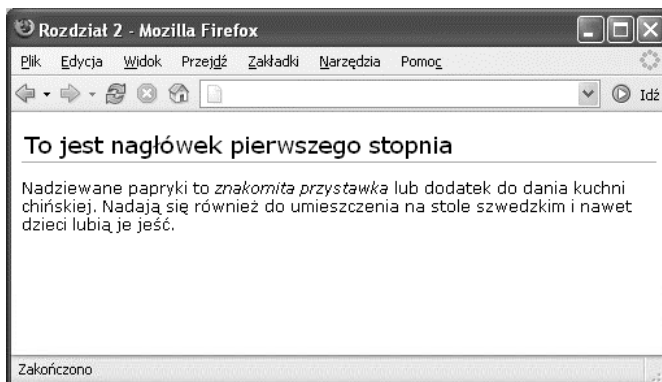 Rozdział 2 - Mozilla Firefox
Plik Edycja Widok Przejdź Zakładki Narzędzia Pomoc
Idź
To jest nagłówek pierwszego stopnia
Nadziewane papryki to znakomita przystawka lub dodatek do dania kuchni
chińskiej. Nadają się również do umieszczenia na stole szwedzkim i nawet
dzieci lubią je jeść.
Zakończono